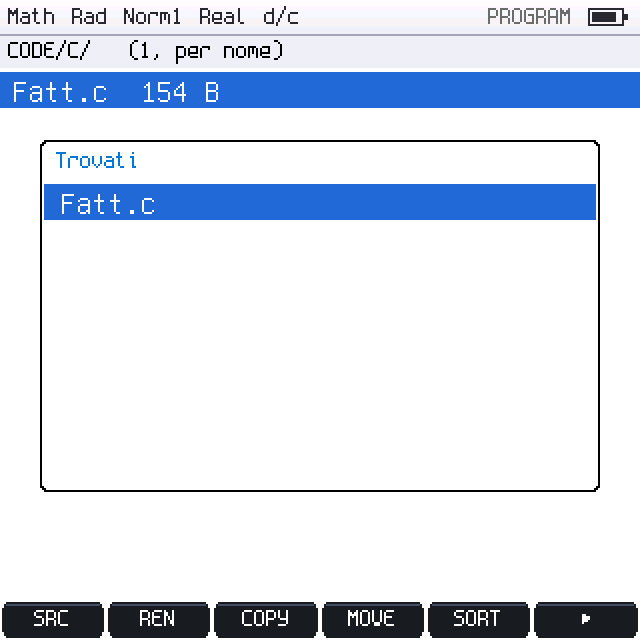 Math Rad Norm1 Real d/c PROGRAM
CODE/C/ (1, per nome)
Fatt.c 154 B
Trovati
Fatt.c
SRC REN COPY MOVE SORT